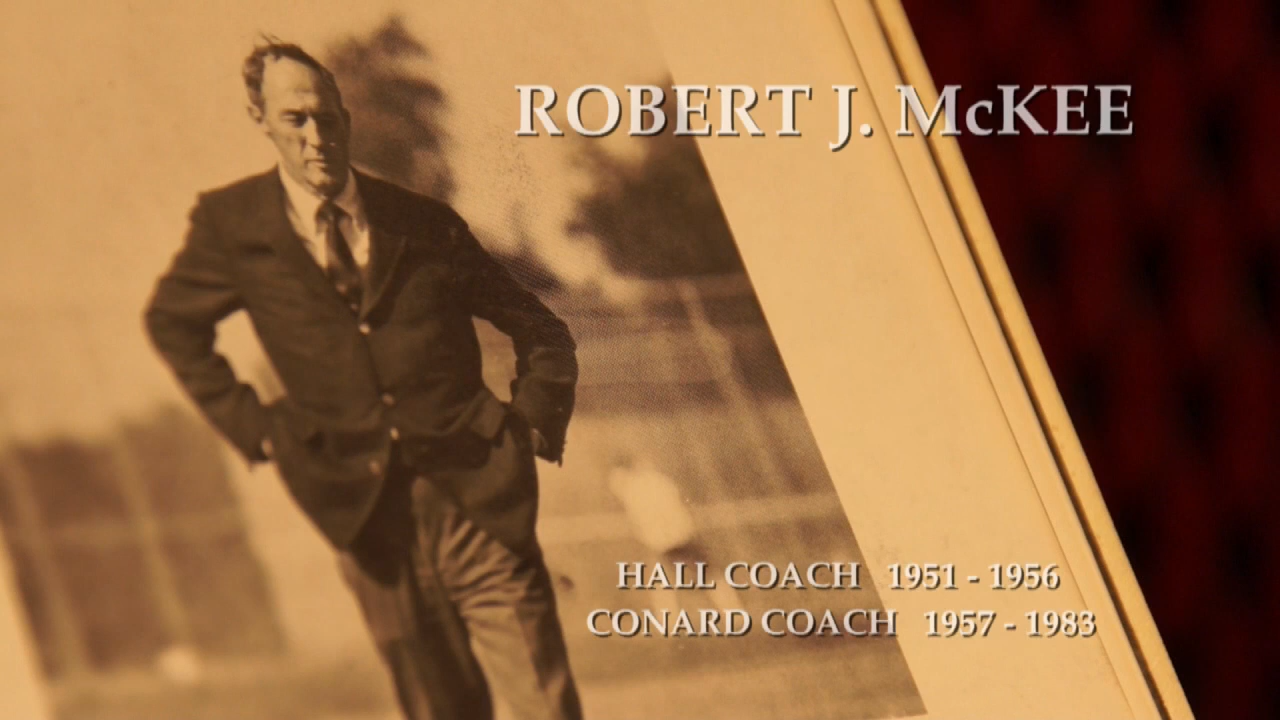 ROBERT J. McKEE
HALL COACH 1951 - 1956
CONARD COACH 1957 - 1983